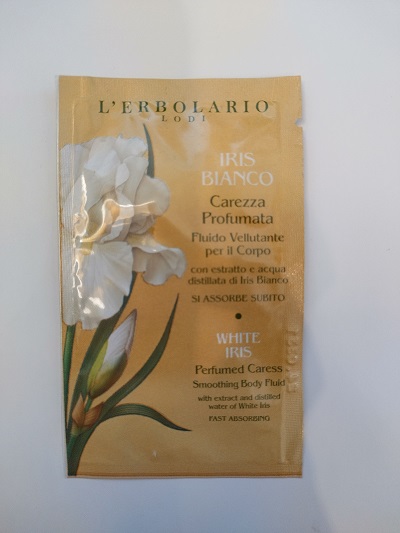 L'ERBOLARIO
LODI
IRIS
BIANCO
Carezza
Profumata
Fluido Vellutante
per il Corpo
con estratto e acqua
distillata di Iris Bianco
SI ASSORBE SUBITO
•
WHITE
IRIS
Perfumed Caress
Smoothing Body Fluid
with extract and distilled
water of White Iris
FAST ABSORBING